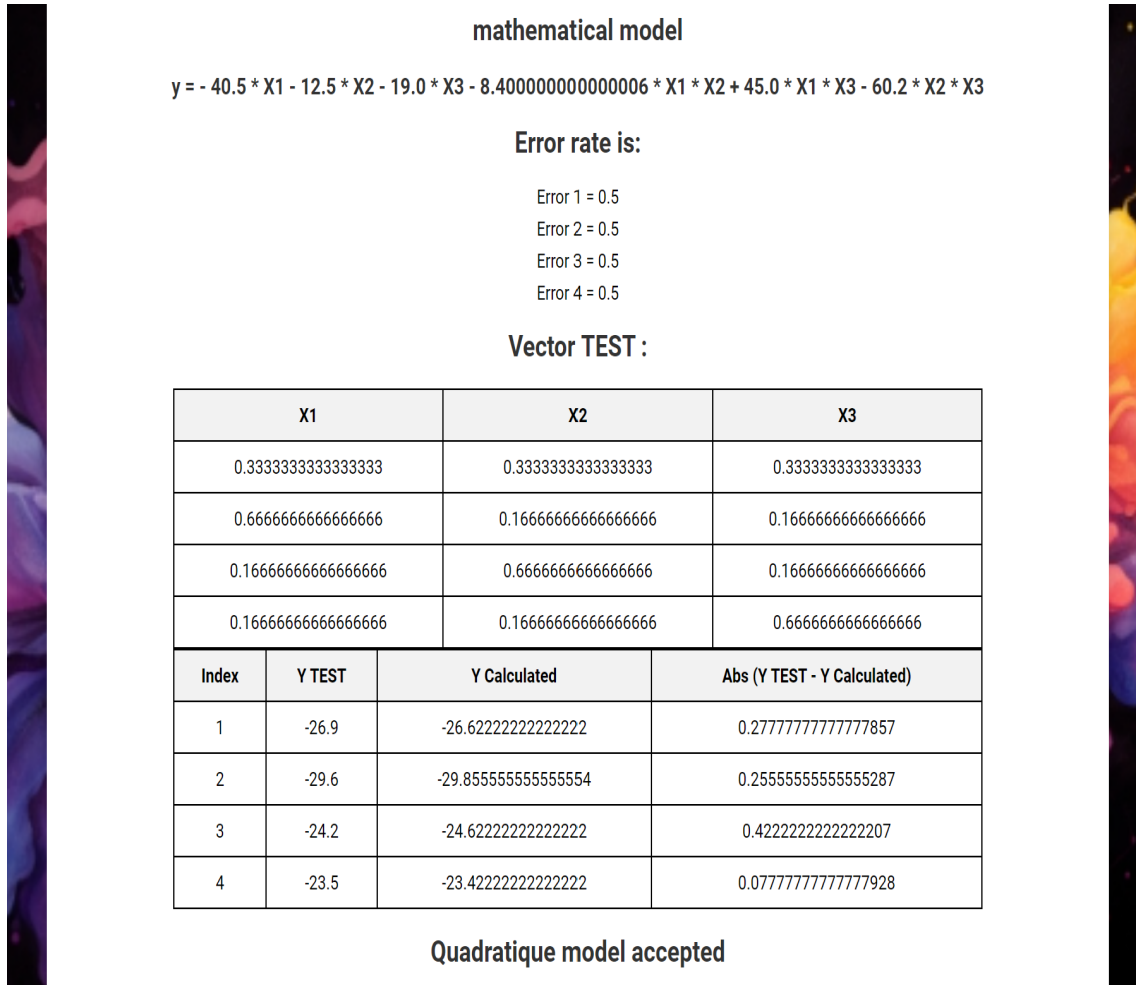 mathematical model
y = - 40.5 * X1 - 12.5 * X2 - 19.0 * X3 - 8.400000000000006 * X1 * X2 + 45.0 * X1 * X3 - 60.2 * X2 * X3
Error rate is:
Error 1 = 0.5
Error 2 = 0.5
Error 3 = 0.5
Error 4 = 0.5
Vector TEST :
X1 X2 X3
0.3333333333333333 0.3333333333333333 0.3333333333333333
0.6666666666666666 0.16666666666666666 0.16666666666666666
0.16666666666666666 0.6666666666666666 0.16666666666666666
0.16666666666666666 0.16666666666666666 0.6666666666666666
Index Y TEST Y Calculated Abs (Y TEST - Y Calculated)
1 -26.9 -26.62222222222222 0.27777777777777857
2 -29.6 -29.855555555555554 0.25555555555555287
3 -24.2 -24.62222222222222 0.4222222222222207
4 -23.5 -23.42222222222222 0.07777777777777928
Quadratique model accepted